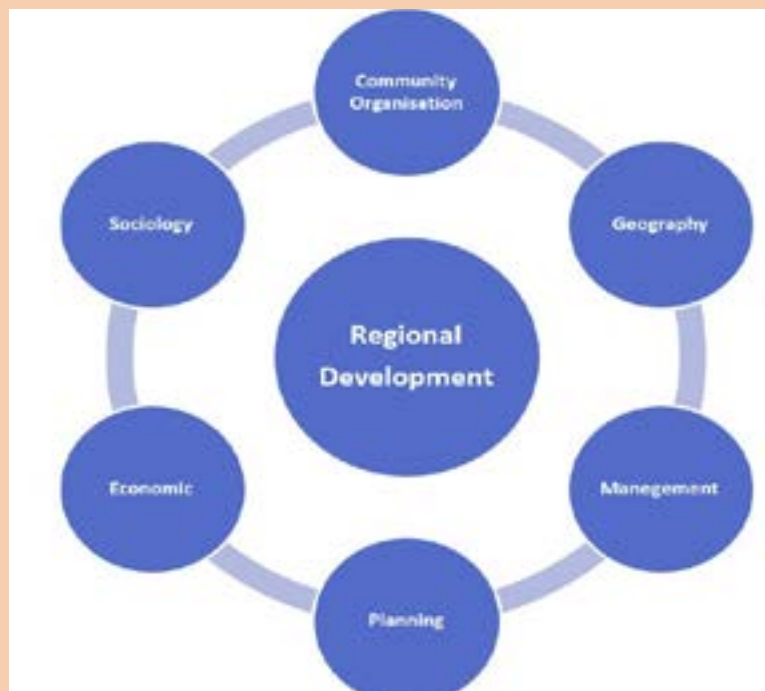 Community
Organisation
Sociology
Geography
Regional
Development
Economic
Manegement
Planning